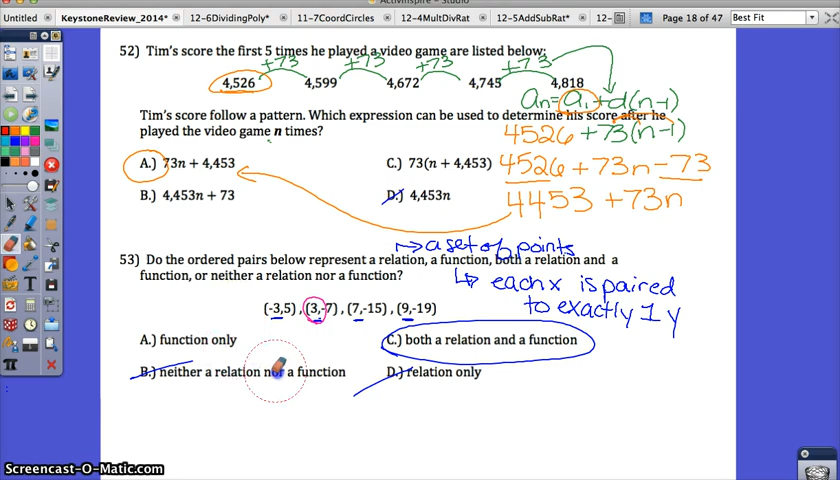 Untitled KeystoneReview_2014* 12-6DividingPoly* 11-7CoordCircles 12-4MultDivRat 12-5AddSubRat* 12- Page 18 of 47 Best Fit
52) Tim's score the first 5 times he played a video game are listed below:
+73 +73 +73 +73
4,526 4,599 4,672 4,745 4,818
an = a1 + d(n-1)
Tim's score follow a pattern. Which expression can be used to determine his score after he
played the video game n times?
4526 + 73(n-1)
A.) 73n + 4,453 C.) 73(n + 4,453)
4526 + 73n - 73
B.) 4,453n + 73 D.) 4,453n
4453 + 73n
↦ a set of points
53) Do the ordered pairs below represent a relation, a function, both a relation and a
function, or neither a relation nor a function?
↳ each x is paired
to exactly 1 y
(-3,5) , (3,-7) , (7,-15) , (9,-19)
A.) function only C.) both a relation and a function
B.) neither a relation nor a function D.) relation only
Screencast-O-Matic.com